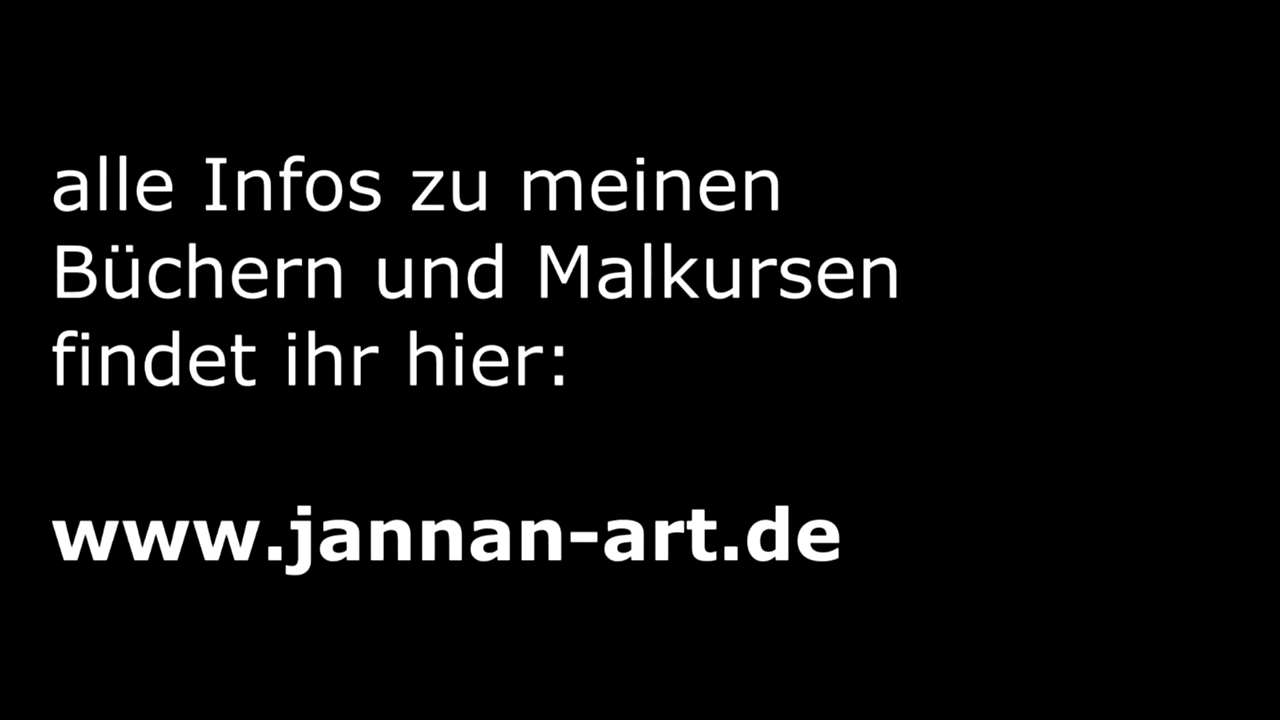 alle Infos zu meinen
Büchern und Malkursen
findet ihr hier:
www.jannan-art.de